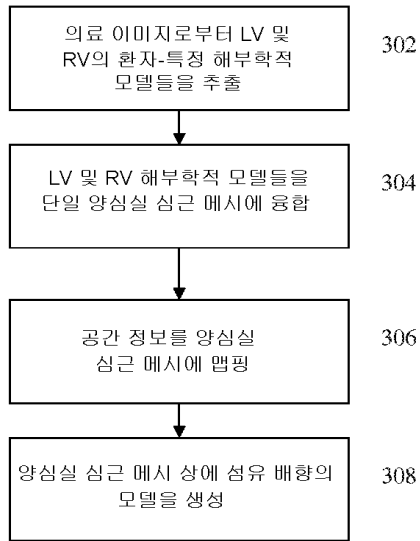 의료 이미지로부터 LV 및
RV의 환자-특정 해부학적
모델들을 추출
302
LV 및 RV 해부학적 모델들을
단일 양심실 심근 메시에 융합
304
공간 정보를 양심실
심근 메시에 맵핑
306
양심실 심근 메시 상에 섬유 배향의
모델을 생성
308